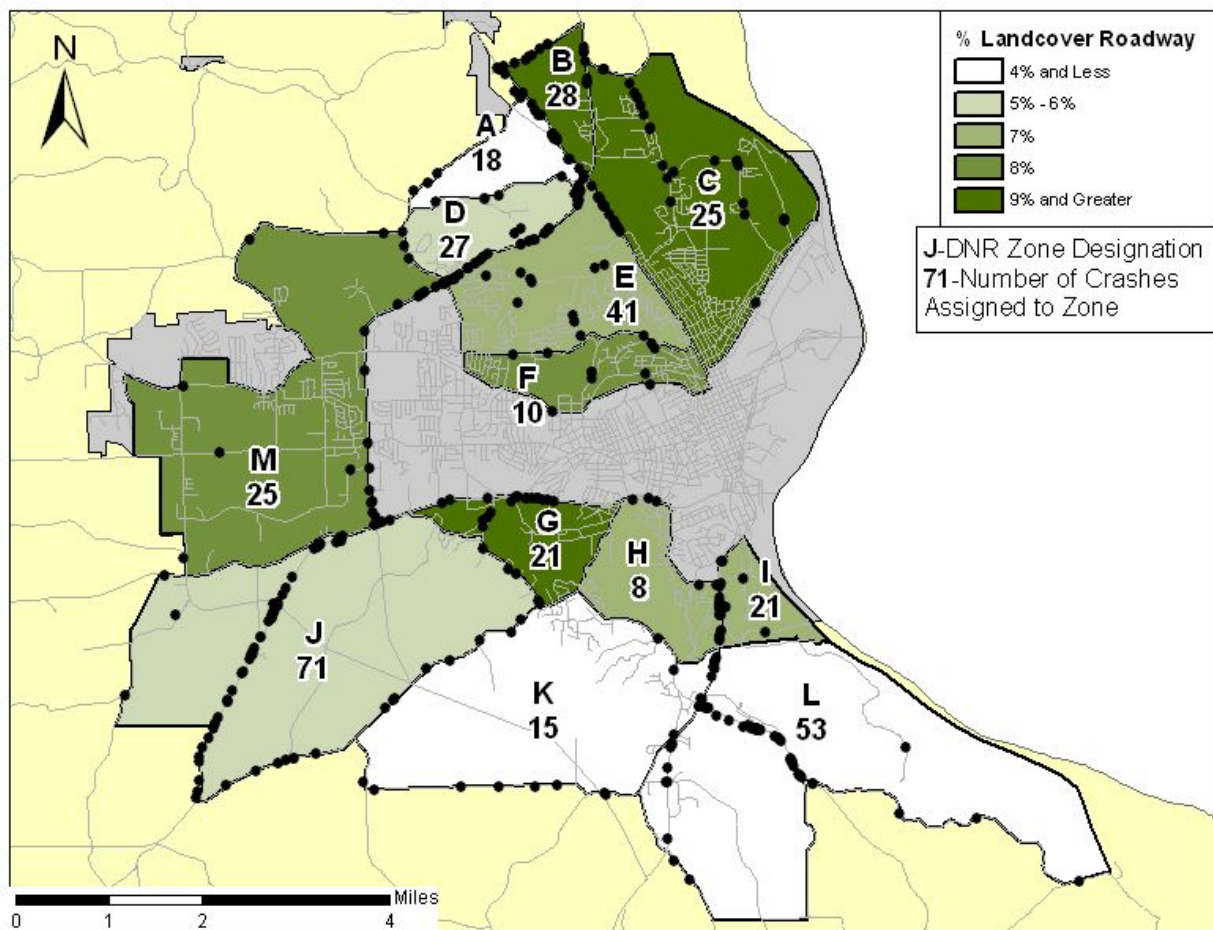 N
% Landcover Roadway
4% and Less
5% - 6%
7%
8%
9% and Greater
J-DNR Zone Designation
71-Number of Crashes
Assigned to Zone
B
28
A
18
C
25
D
27
E
41
F
10
M
25
G
21
H
8
I
21
J
71
K
15
L
53
Miles
0 1 2 4